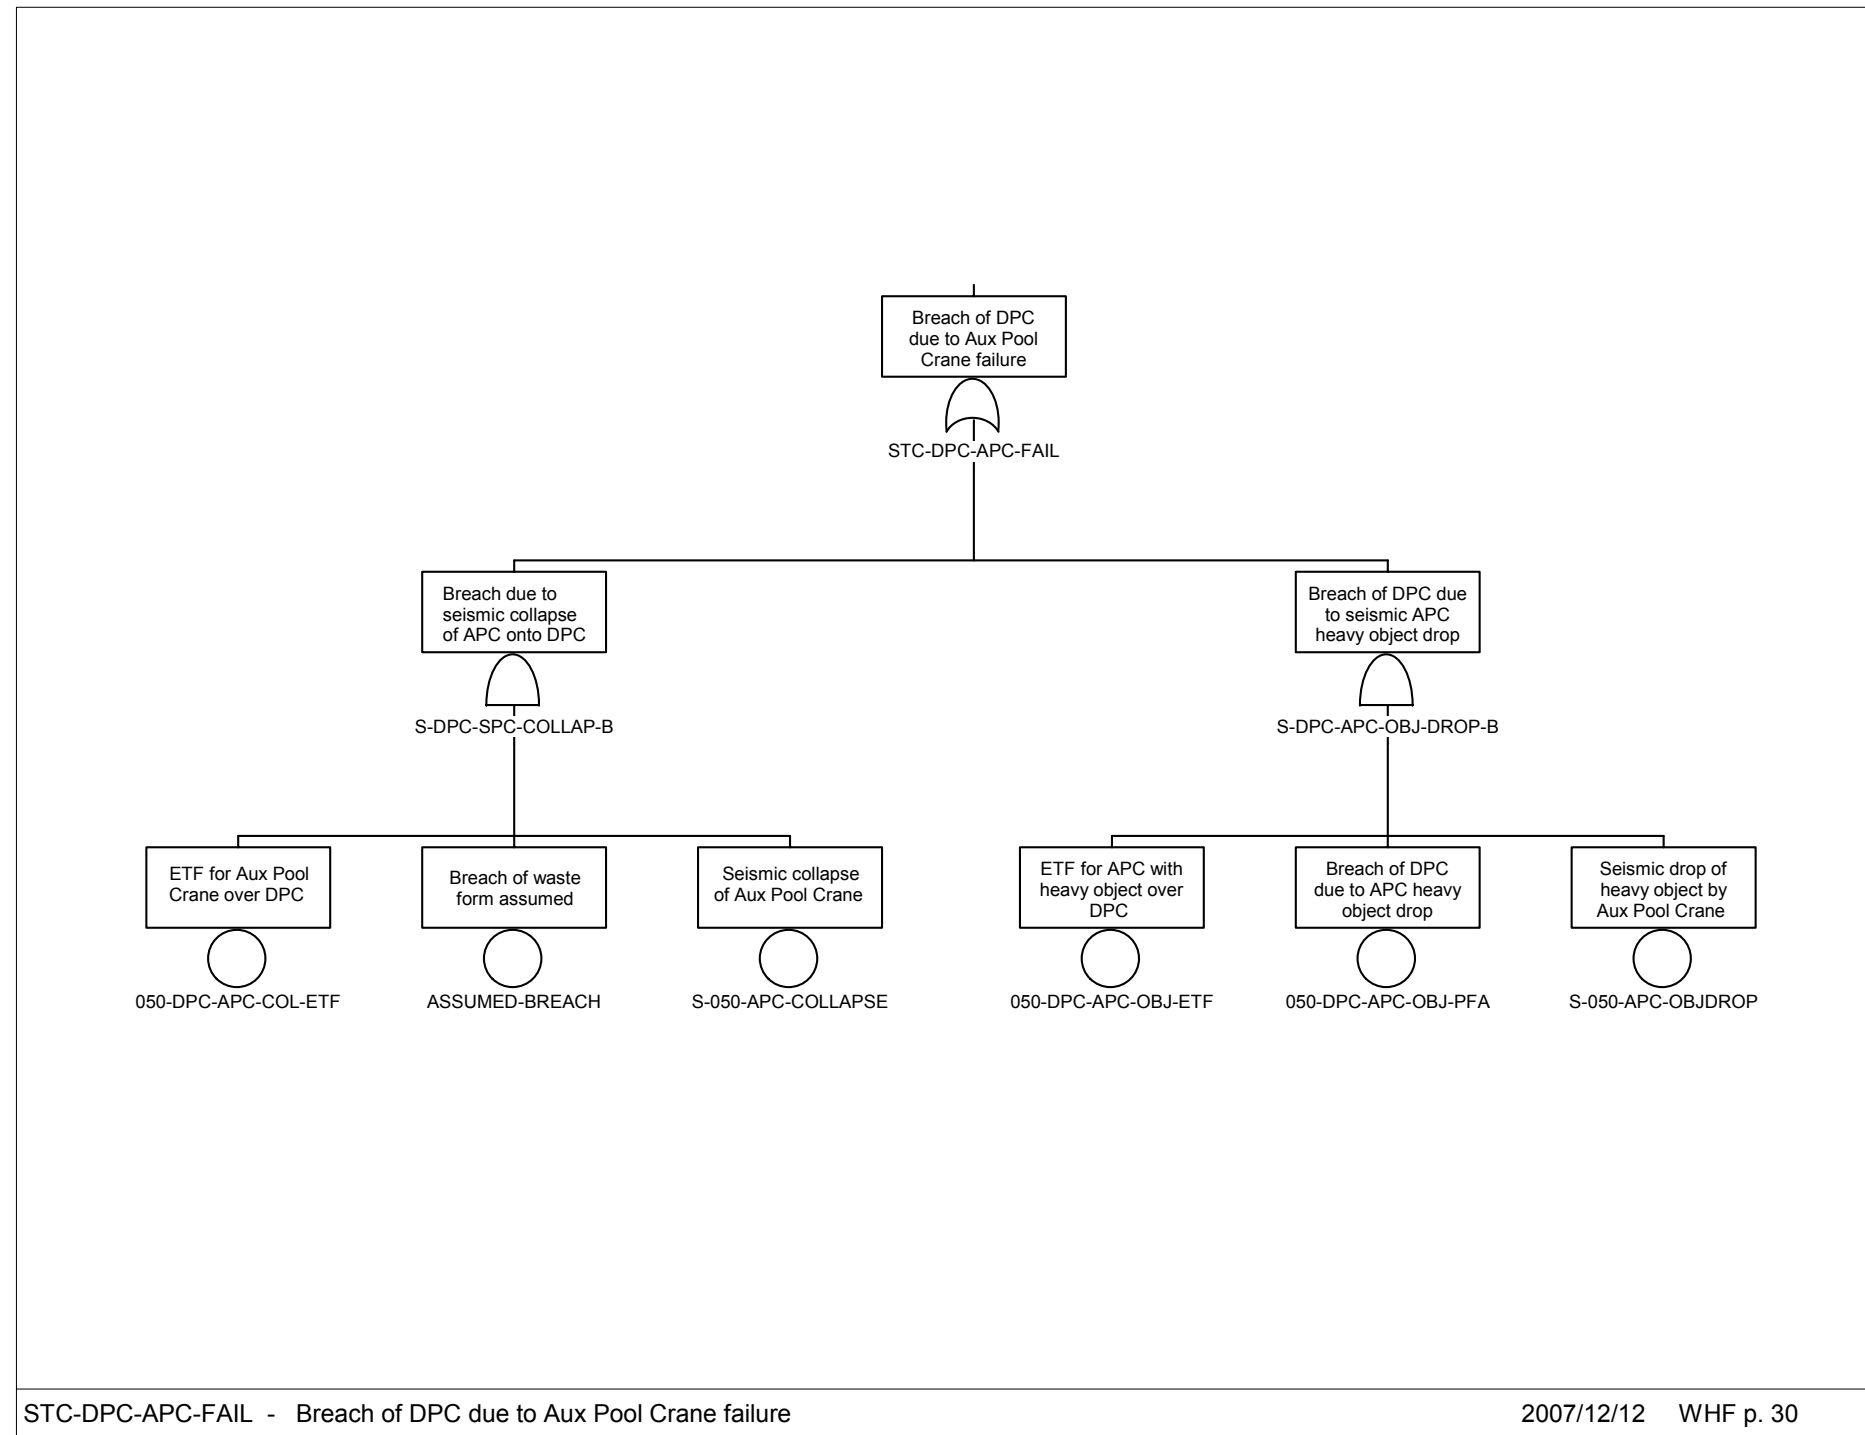 Breach of DPC
due to Aux Pool
Crane failure
STC-DPC-APC-FAIL
Breach due to
seismic collapse
of APC onto DPC
S-DPC-SPC-COLLAP-B
Breach of DPC due
to seismic APC
heavy object drop
S-DPC-APC-OBJ-DROP-B
ETF for Aux Pool
Crane over DPC
050-DPC-APC-COL-ETF
Breach of waste
form assumed
ASSUMED-BREACH
Seismic collapse
of Aux Pool Crane
S-050-APC-COLLAPSE
ETF for APC with
heavy object over
DPC
050-DPC-APC-OBJ-ETF
Breach of DPC
due to APC heavy
object drop
050-DPC-APC-OBJ-PFA
Seismic drop of
heavy object by
Aux Pool Crane
S-050-APC-OBJDROP
STC-DPC-APC-FAIL - Breach of DPC due to Aux Pool Crane failure 2007/12/12 WHF p. 30